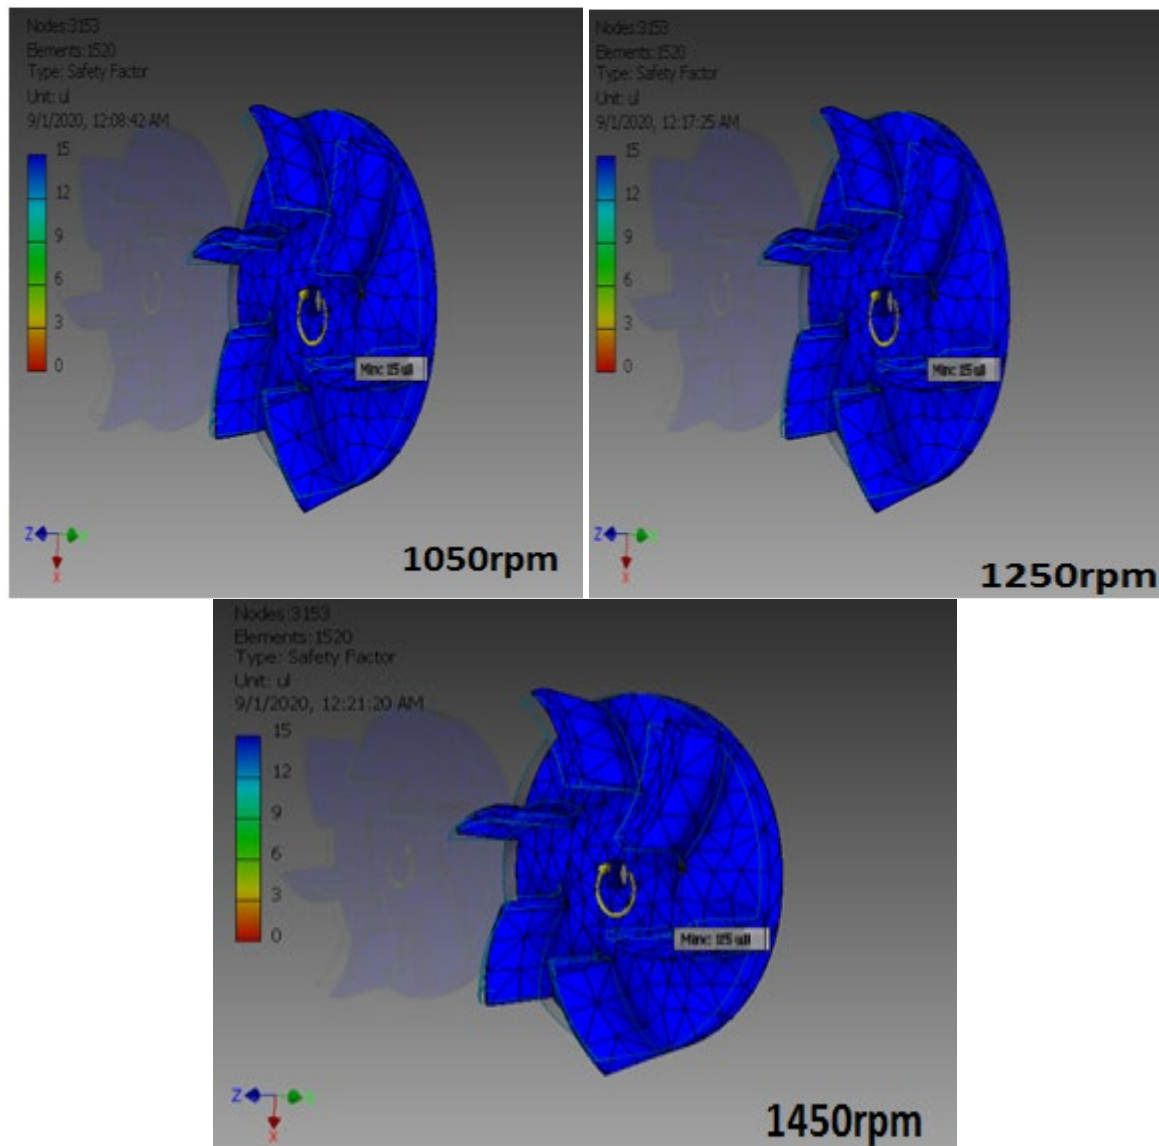 Nodes:3153
Elements:1520
Type: Safety Factor
Unit: ul
9/1/2020, 12:08:42 AM
15
12
9
6
3
0
Min: 15 ul
Z
X
1050rpm
Nodes:3153
Elements:1520
Type: Safety Factor
Unit: ul
9/1/2020, 12:17:25 AM
15
12
9
6
3
0
Min: 15 ul
Z
X
1250rpm
Nodes:3153
Elements:1520
Type: Safety Factor
Unit: ul
9/1/2020, 12:21:20 AM
15
12
9
6
3
0
Min: 15 ul
Z
X
1450rpm